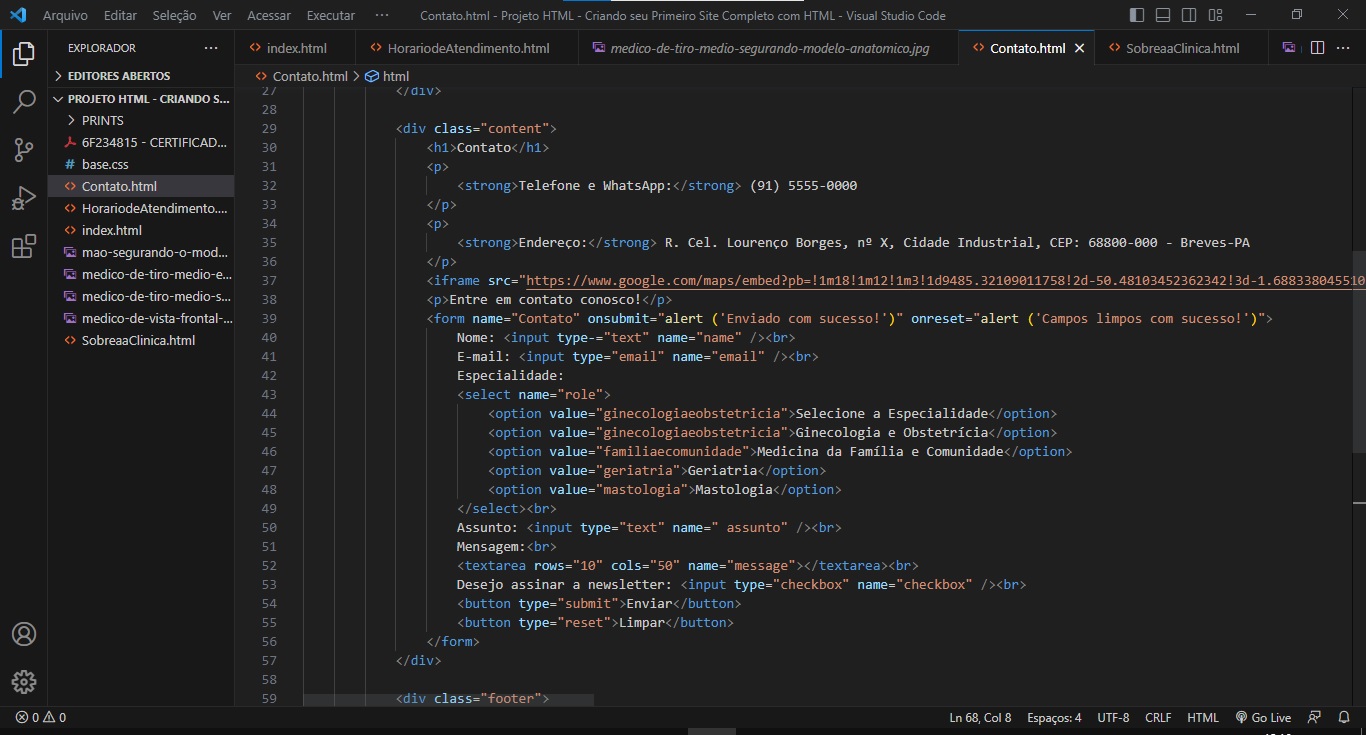 Arquivo Editar Seleção Ver Acessar Executar ··· Contato.html - Projeto HTML - Criando seu Primeiro Site Completo com HTML - Visual Studio Code
EXPLORADOR ···
index.html HorariodeAtendimento.html medico-de-tiro-medio-segurando-modelo-anatomico.jpg Contato.html SobreaaClinica.html ···
EDITORES ABERTOS
PROJETO HTML - CRIANDO S...
PRINTS
6F234815 - CERTIFICAD...
base.css
Contato.html
HorariodeAtendimento....
index.html
mao-segurando-o-mod...
medico-de-tiro-medio-e...
medico-de-tiro-medio-s...
medico-de-vista-frontal-...
SobreaaClinica.html
Contato.html > html
27 </div>
28
29 <div class="content">
30 <h1>Contato</h1>
31 <p>
32 <strong>Telefone e WhatsApp:</strong> (91) 5555-0000
33 </p>
34 <p>
35 <strong>Endereço:</strong> R. Cel. Lourenço Borges, nº X, Cidade Industrial, CEP: 68800-000 - Breves-PA
36 </p>
37 <iframe src="https://www.google.com/maps/embed?pb=!1m18!1m12!1m3!1d9485.32109011758!2d-50.48103452362342!3d-1.688338045510
38 <p>Entre em contato conosco!</p>
39 <form name="Contato" onsubmit="alert ('Enviado com sucesso!')" onreset="alert ('Campos limpos com sucesso!')">
40 Nome: <input type-="text" name="name" /><br>
41 E-mail: <input type="email" name="email" /><br>
42 Especialidade:
43 <select name="role">
44 <option value="ginecologiaeobstetricia">Selecione a Especialidade</option>
45 <option value="ginecologiaeobstetricia">Ginecologia e Obstetrícia</option>
46 <option value="familiaecomunidade">Medicina da Família e Comunidade</option>
47 <option value="geriatria">Geriatria</option>
48 <option value="mastologia">Mastologia</option>
49 </select><br>
50 Assunto: <input type="text" name=" assunto" /><br>
51 Mensagem:<br>
52 <textarea rows="10" cols="50" name="message"></textarea><br>
53 Desejo assinar a newsletter: <input type="checkbox" name="checkbox" /><br>
54 <button type="submit">Enviar</button>
55 <button type="reset">Limpar</button>
56 </form>
57 </div>
58
59 <div class="footer">
0 0 Ln 68, Col 8 Espaços: 4 UTF-8 CRLF HTML Go Live